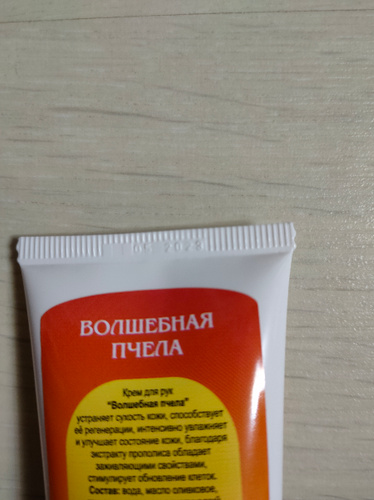 ВОЛШЕБНАЯ
ПЧЕЛА
Крем для рук
"Волшебная пчела"
устраняет сухость кожи, способствует
её регенерации, интенсивно увлажняет
и улучшает состояние кожи, благодаря
экстракту прополиса обладает
заживляющими свойствами,
стимулирует обновление клеток.
Состав: вода, масло оливковое,